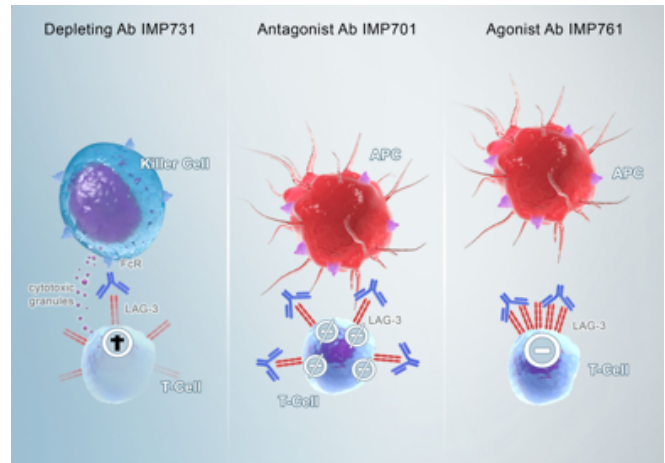 Depleting Ab IMP731
Antagonist Ab IMP701
Agonist Ab IMP761
Killer Cell
FcR
cytotoxic
granules
LAG-3
T-Cell
APC
LAG-3
T-Cell
APC
LAG-3
T-Cell